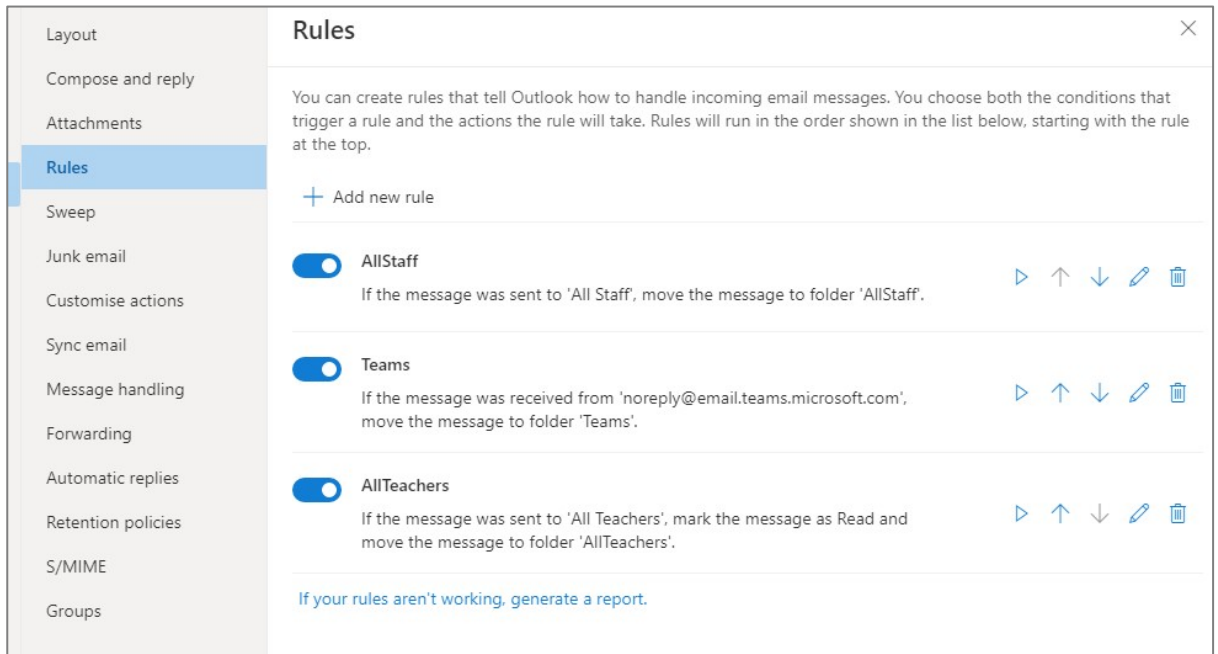 Layout
Compose and reply
Attachments
Rules
Sweep
Junk email
Customise actions
Sync email
Message handling
Forwarding
Automatic replies
Retention policies
S/MIME
Groups
Rules
You can create rules that tell Outlook how to handle incoming email messages. You choose both the conditions that
trigger a rule and the actions the rule will take. Rules will run in the order shown in the list below, starting with the rule
at the top.
Add new rule
AllStaff
If the message was sent to 'All Staff', move the message to folder 'AllStaff'.
Teams
If the message was received from 'noreply@email.teams.microsoft.com',
move the message to folder 'Teams'.
AllTeachers
If the message was sent to 'All Teachers', mark the message as Read and
move the message to folder 'AllTeachers'.
If your rules aren't working, generate a report.